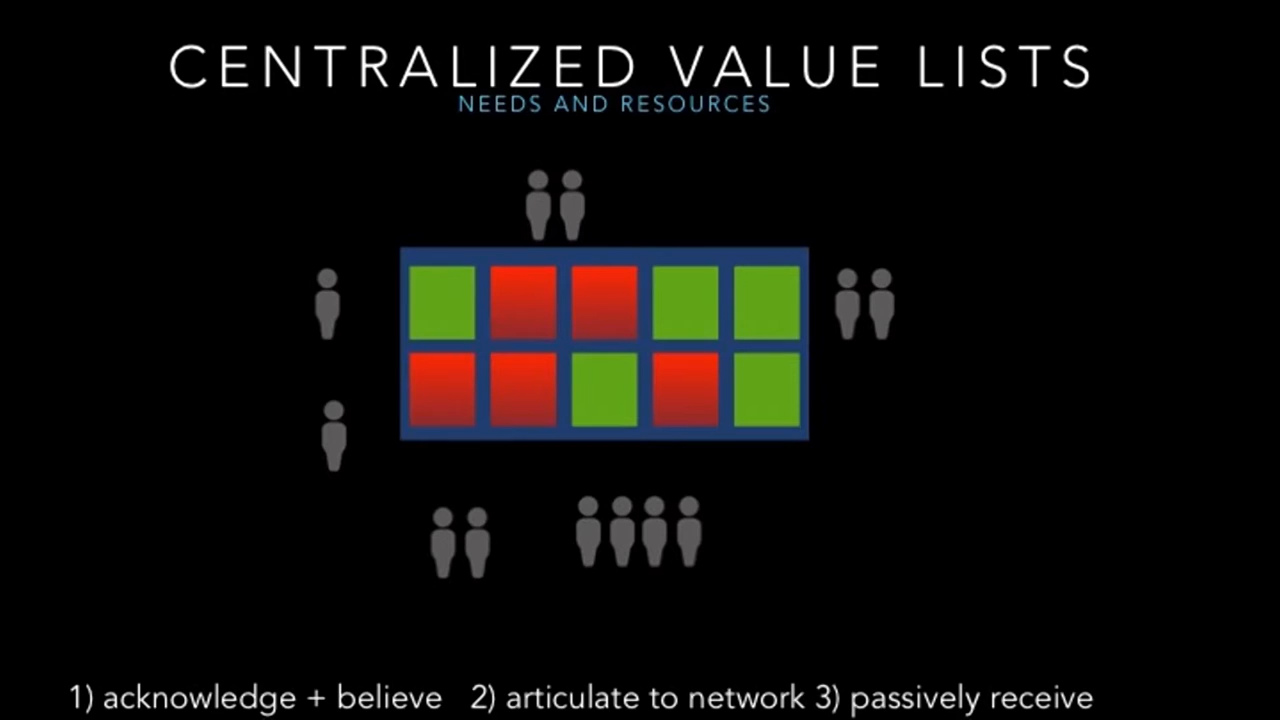 CENTRALIZED VALUE LISTS
NEEDS AND RESOURCES
1) acknowledge + believe 2) articulate to network 3) passively receive